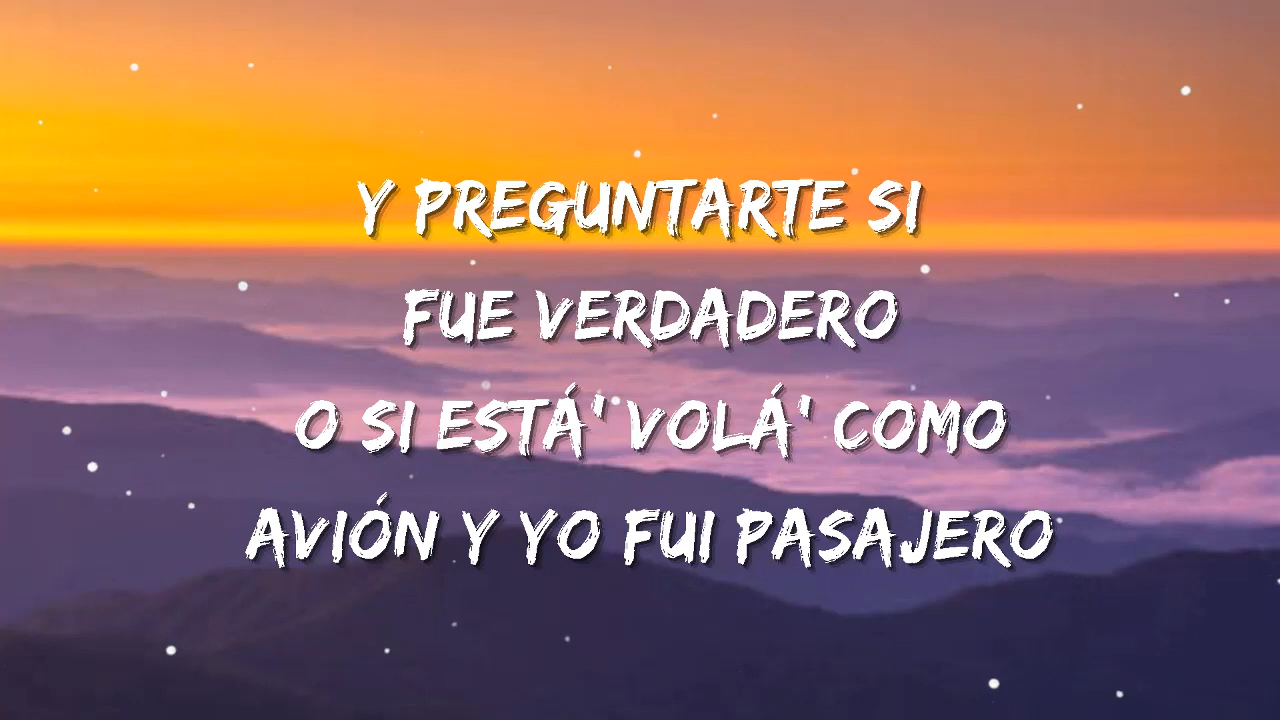 Y PREGUNTARTE SI
FUE VERDADERO
O SI ESTÁ' VOLÁ' COMO
AVIÓN Y YO FUI PASAJERO